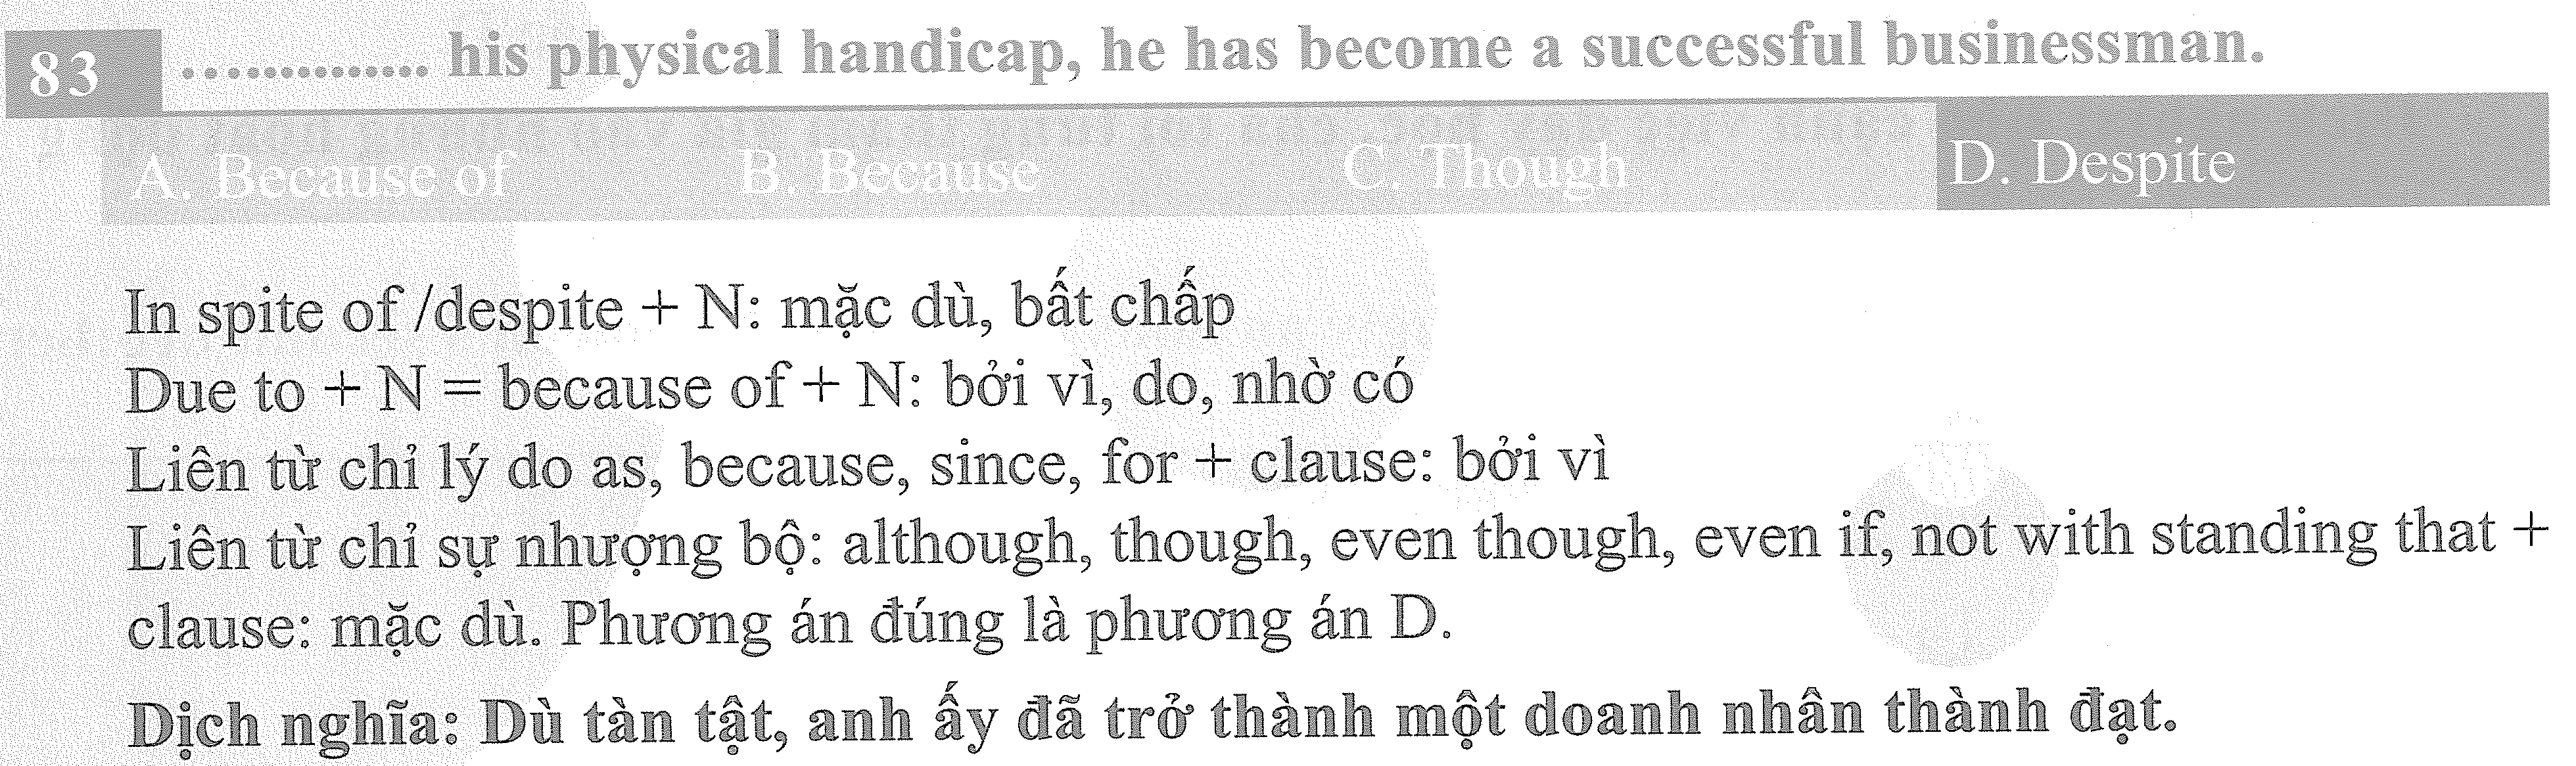 83 ............. his physical handicap, he has become a successful businessman.
A. Because of B. Because C. Though D. Despite
In spite of /despite + N: mặc dù, bất chấp
Due to + N = because of + N: bởi vì, do, nhờ có
Liên từ chỉ lý do as, because, since, for + clause: bởi vì
Liên từ chỉ sự nhượng bộ: although, though, even though, even if, not with standing that +
clause: mặc dù. Phương án đúng là phương án D.
Dịch nghĩa: Dù tàn tật, anh ấy đã trở thành một doanh nhân thành đạt.